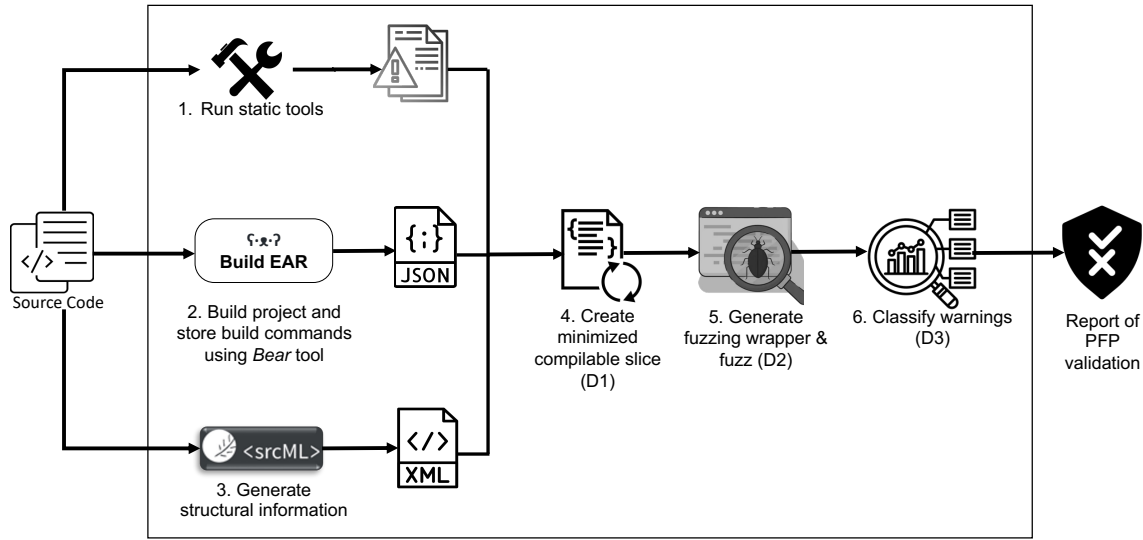 1. Run static tools
</>
Source Code
ʕ·ᴥ·ʔ
Build EAR
{;}
JSON
2. Build project and
store build commands
using Bear tool
<srcML>
3. Generate
structural information
</>
XML
{ }
4. Create
minimized
compilable slice
(D1)
5. Generate
fuzzing wrapper &
fuzz (D2)
6. Classify warnings
(D3)
Report of
PFP
validation